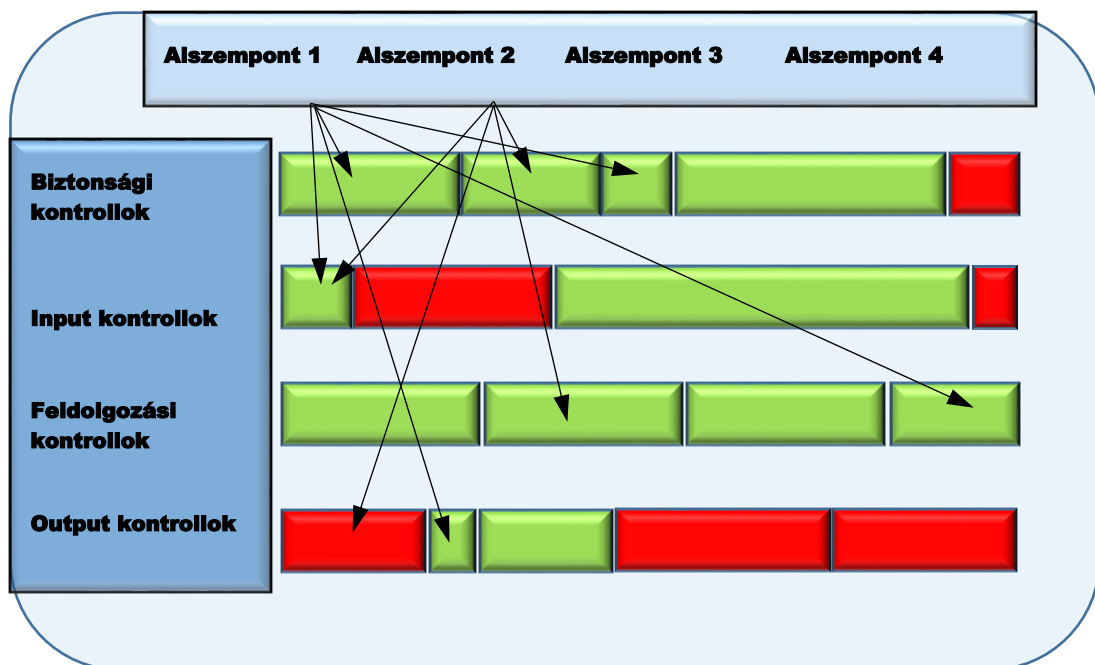 Alszempont 1 Alszempont 2 Alszempont 3 Alszempont 4
Biztonsági
kontrollok
Input kontrollok
Feldolgozási
kontrollok
Output kontrollok